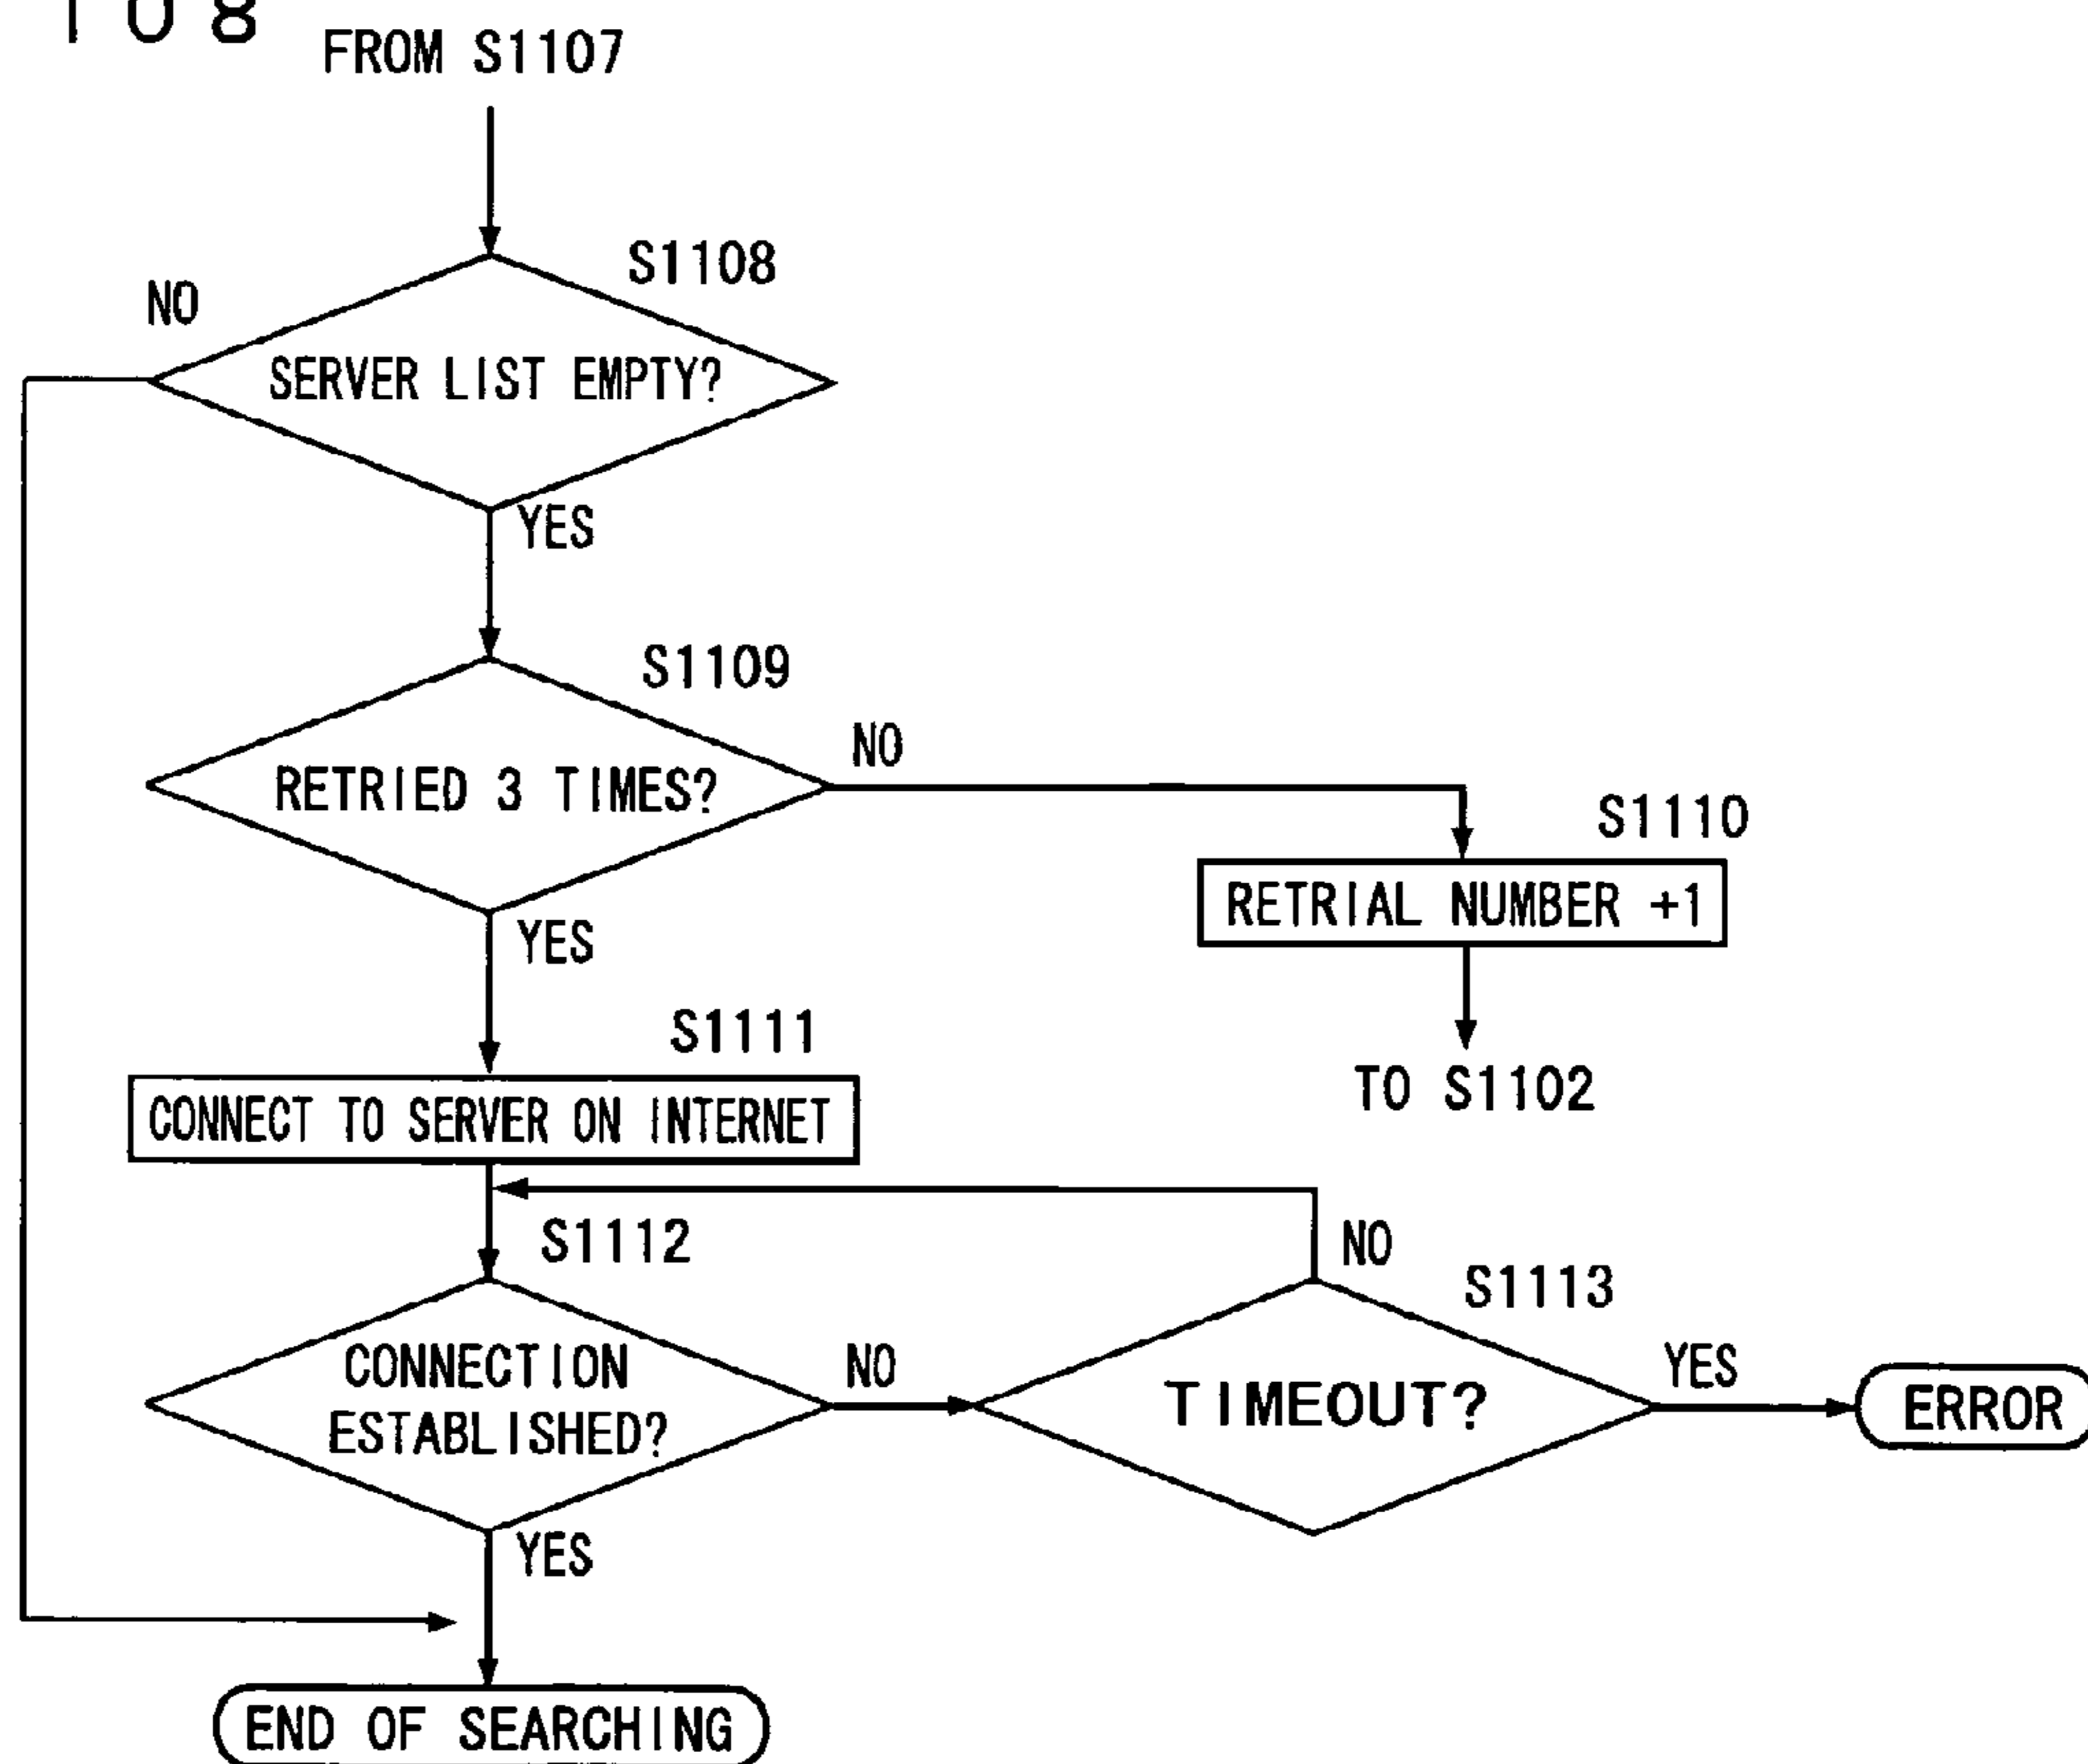 108
FROM S1107
S1108
NO
SERVER LIST EMPTY?
YES
S1109
NO
RETRIED 3 TIMES?
S1110
RETRIAL NUMBER +1
YES
S1111
TO S1102
CONNECT TO SERVER ON INTERNET
S1112
NO
S1113
CONNECTION
ESTABLISHED?
NO
TIMEOUT?
YES
ERROR
YES
END OF SEARCHING